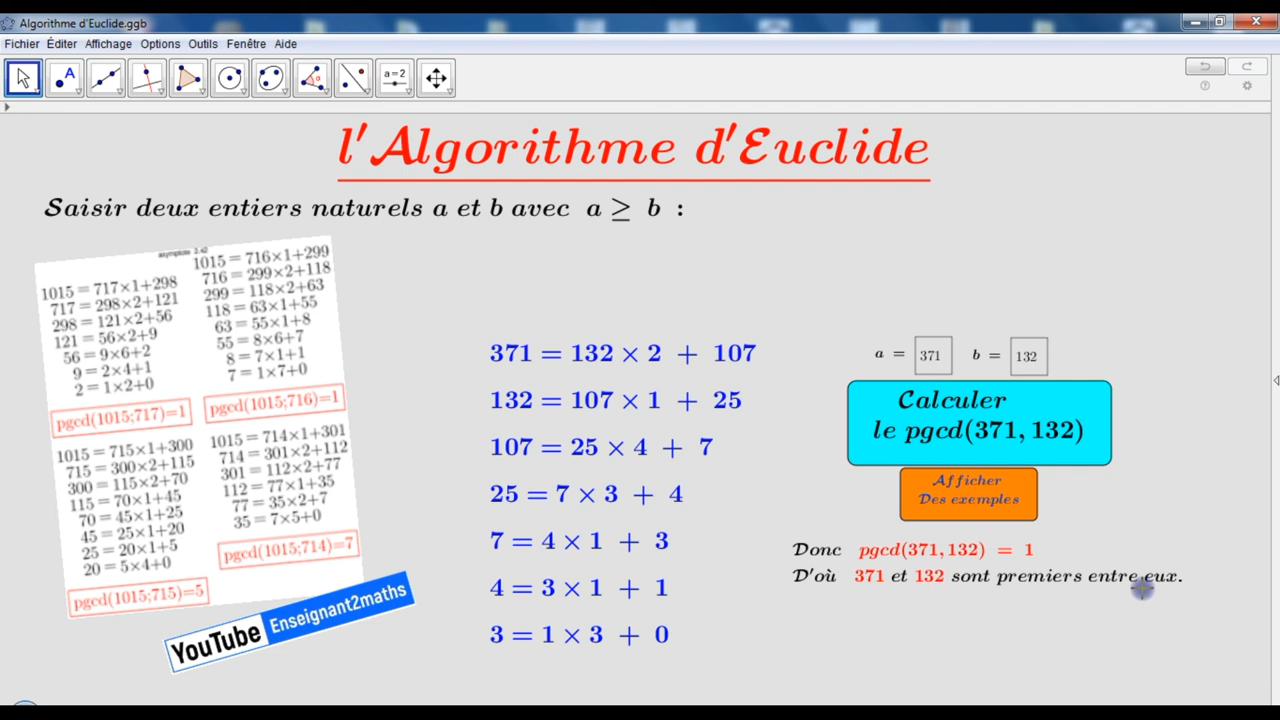 Algorithme d'Euclide.ggb
Fichier Éditer Affichage Options Outils Fenêtre Aide
A
α
a=2
l'Algorithme d'Euclide
Saisir deux entiers naturels a et b avec a ≥ b :
asymptote 2.42
1015 = 717×1+298
717 = 298×2+121
298 = 121×2+56
121 = 56×2+9
56 = 9×6+2
9 = 2×4+1
2 = 1×2+0
pgcd(1015;717)=1
1015 = 716×1+299
716 = 299×2+118
299 = 118×2+63
118 = 63×1+55
63 = 55×1+8
55 = 8×6+7
8 = 7×1+1
7 = 1×7+0
pgcd(1015;716)=1
1015 = 715×1+300
715 = 300×2+115
300 = 115×2+70
115 = 70×1+45
70 = 45×1+25
45 = 25×1+20
25 = 20×1+5
20 = 5×4+0
pgcd(1015;715)=5
1015 = 714×1+301
714 = 301×2+112
301 = 112×2+77
112 = 77×1+35
77 = 35×2+7
35 = 7×5+0
pgcd(1015;714)=7
YouTube Enseignant2maths
371 = 132 × 2 + 107
132 = 107 × 1 + 25
107 = 25 × 4 + 7
25 = 7 × 3 + 4
7 = 4 × 1 + 3
4 = 3 × 1 + 1
3 = 1 × 3 + 0
a = 371 b = 132
Calculer
le pgcd(371, 132)
Afficher
Des exemples
Donc pgcd(371, 132) = 1
D'où 371 et 132 sont premiers entre eux.